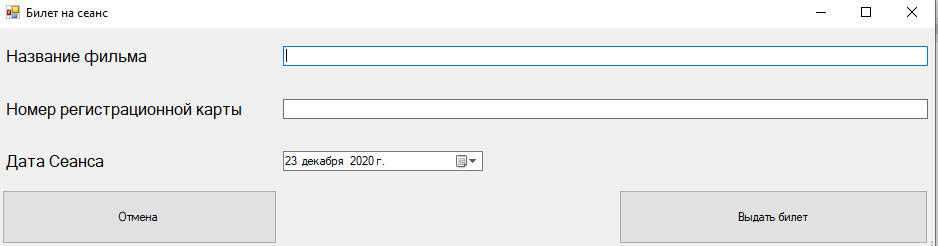 Билет на сеанс
Название фильма
Номер регистрационной карты
Дата Сеанса
23 декабря 2020 г.
Отмена
Выдать билет